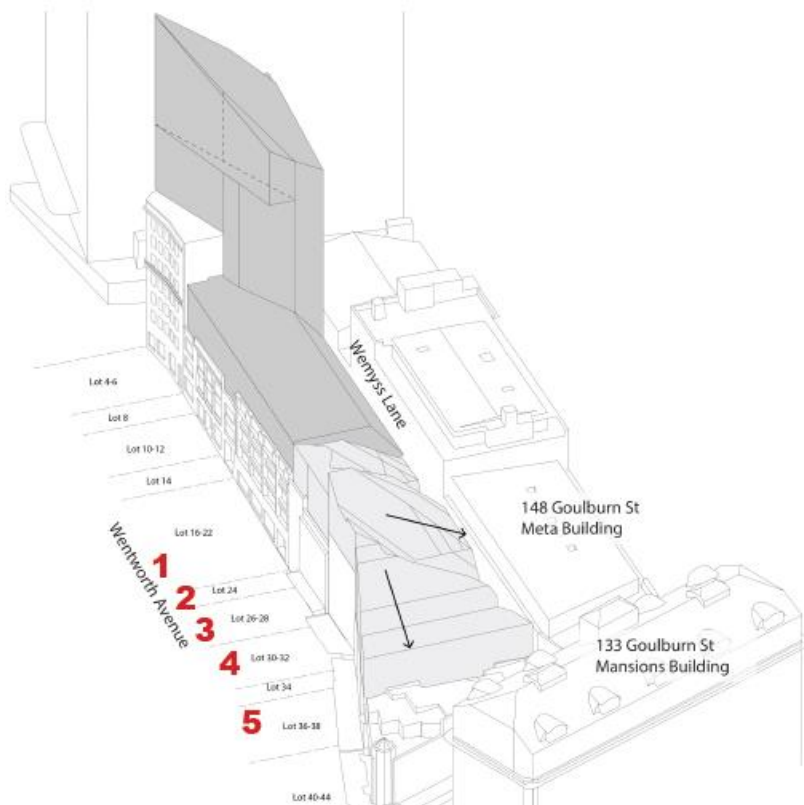 Lot 4-6
Lot 8
Lot 10-12
Lot 14
Lot 16-22
Wemyss Lane
148 Goulburn St
Meta Building
Wentworth Avenue
1
Lot 24
2
Lot 26-28
3
Lot 30-32
4
Lot 34
5
Lot 36-38
Lot 40-44
133 Goulburn St
Mansions Building